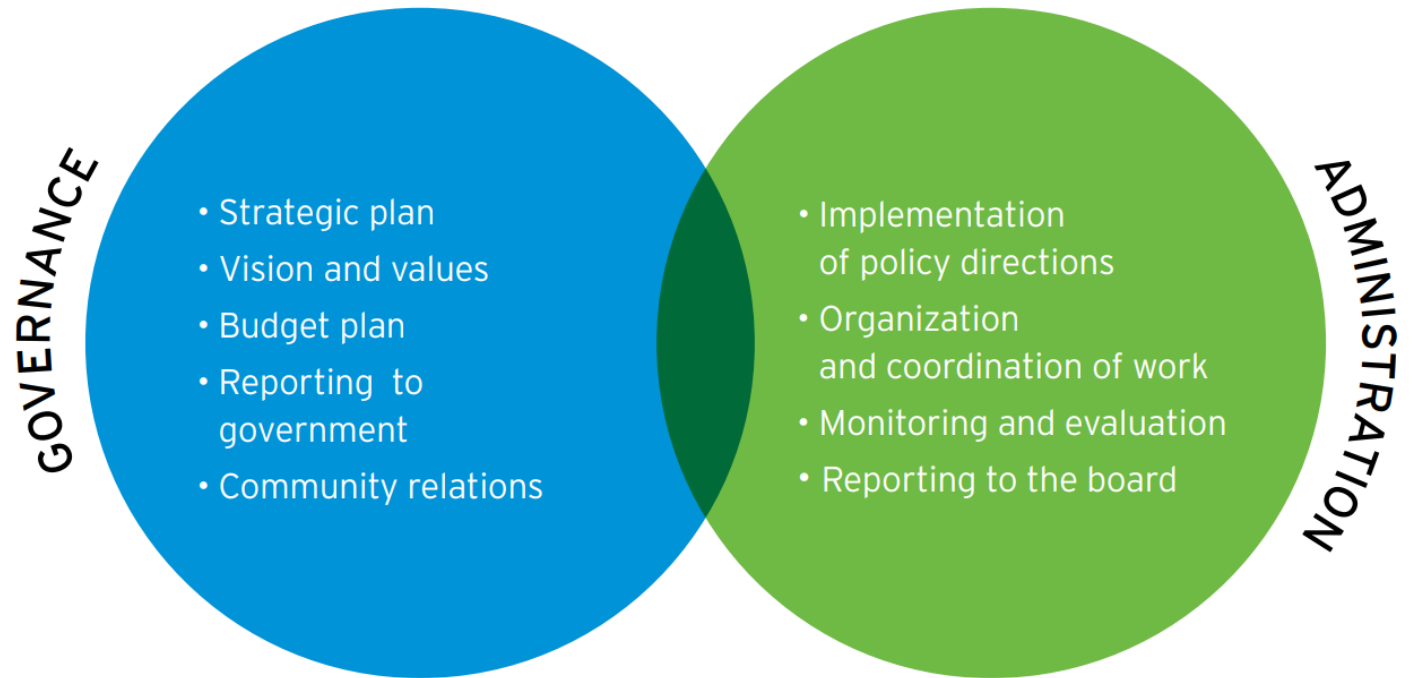 GOVERNANCE
• Strategic plan
• Vision and values
• Budget plan
• Reporting to
government
• Community relations
• Implementation
of policy directions
• Organization
and coordination of work
• Monitoring and evaluation
• Reporting to the board
ADMINISTRATION